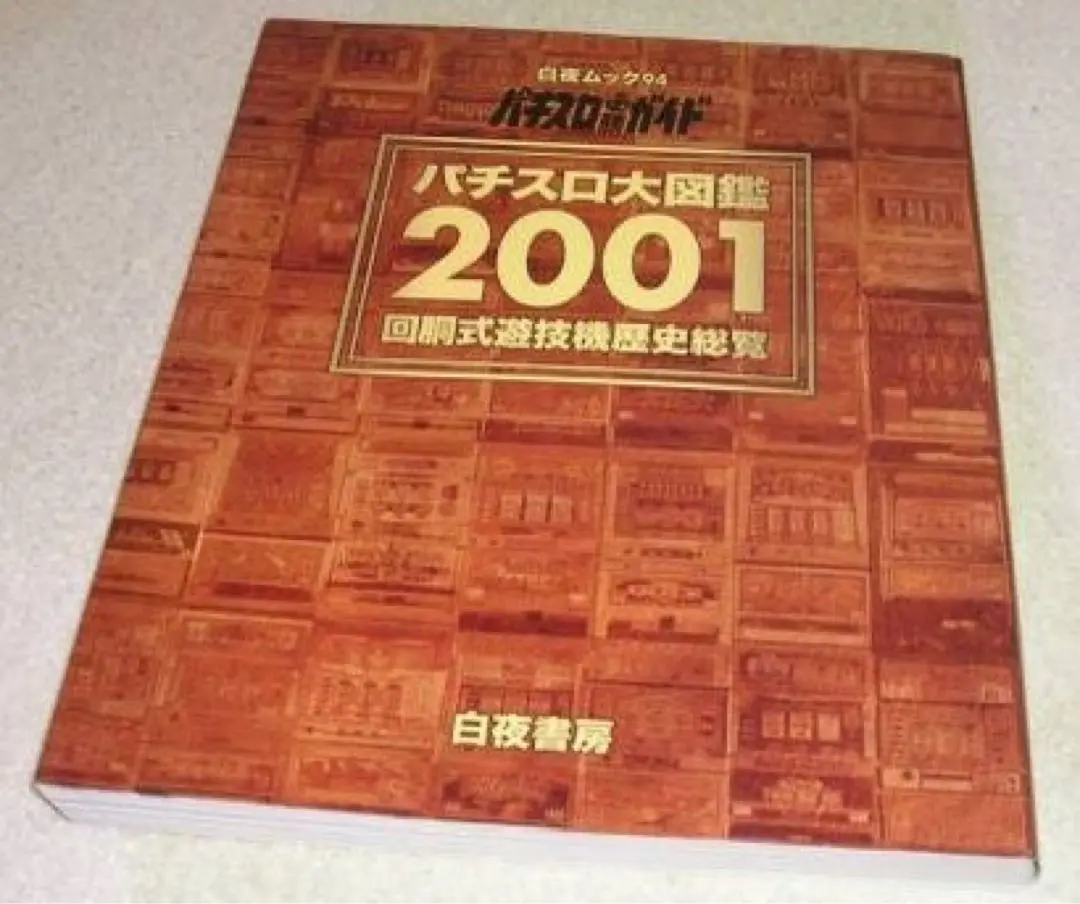 白夜ムック94
パチスロ必勝ガイド
パチスロ大図鑑
2001
回胴式遊技機歴史総覧
白夜書房